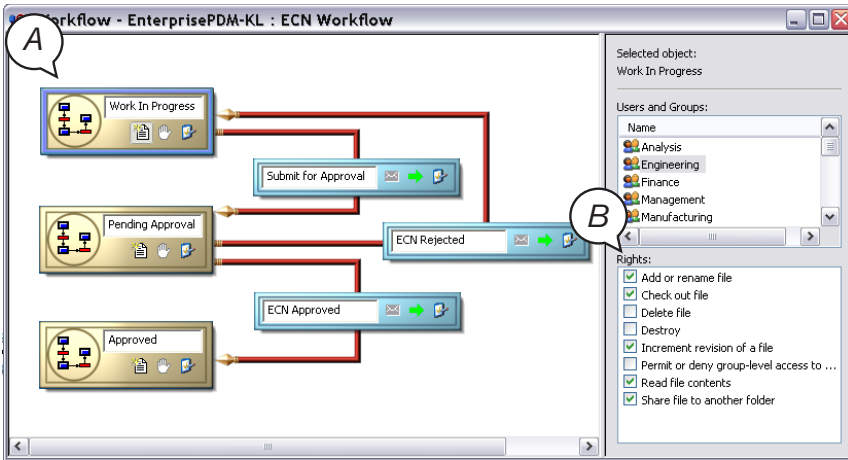 Workflow - EnterprisePDM-KL : ECN Workflow
A
Work In Progress
Submit for Approval
Pending Approval
ECN Rejected
ECN Approved
Approved
Selected object:
Work In Progress
Users and Groups:
Name
Analysis
Engineering
Finance
Management
Manufacturing
B
Rights:
Add or rename file
Check out file
Delete file
Destroy
Increment revision of a file
Permit or deny group-level access to ...
Read file contents
Share file to another folder